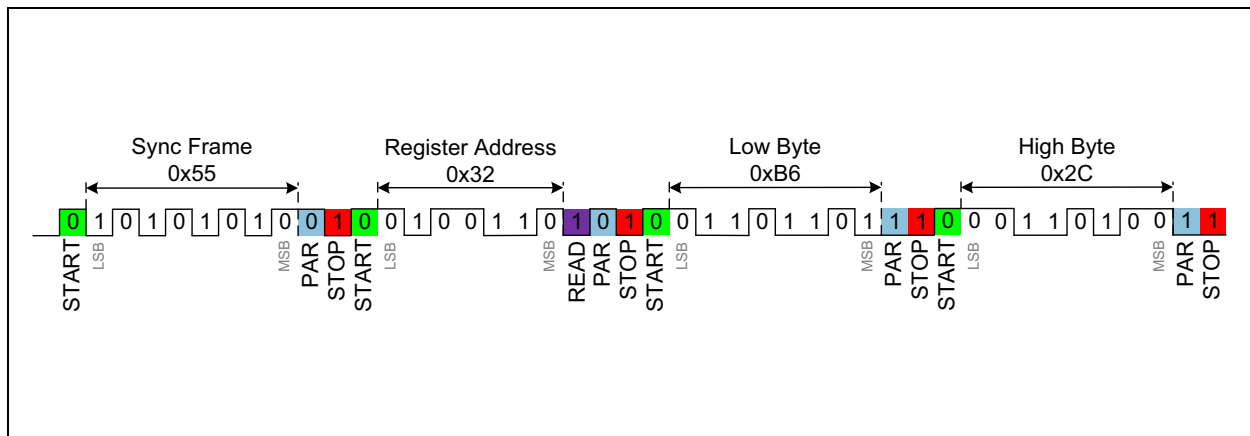 Sync Frame
0x55
Register Address
0x32
Low Byte
0xB6
High Byte
0x2C
0 1 0 1 0 1 0 1 0 0 1 0 0 1 0 0 1 1 0 1 0 1 0 0 1 1 0 1 1 0 1 1 1 0 0 0 1 1 0 1 0 0 1 1
START
LSB
MSB
PAR
STOP
START
LSB
MSB
READ
PAR
STOP
START
LSB
MSB
PAR
STOP
START
LSB
MSB
PAR
STOP